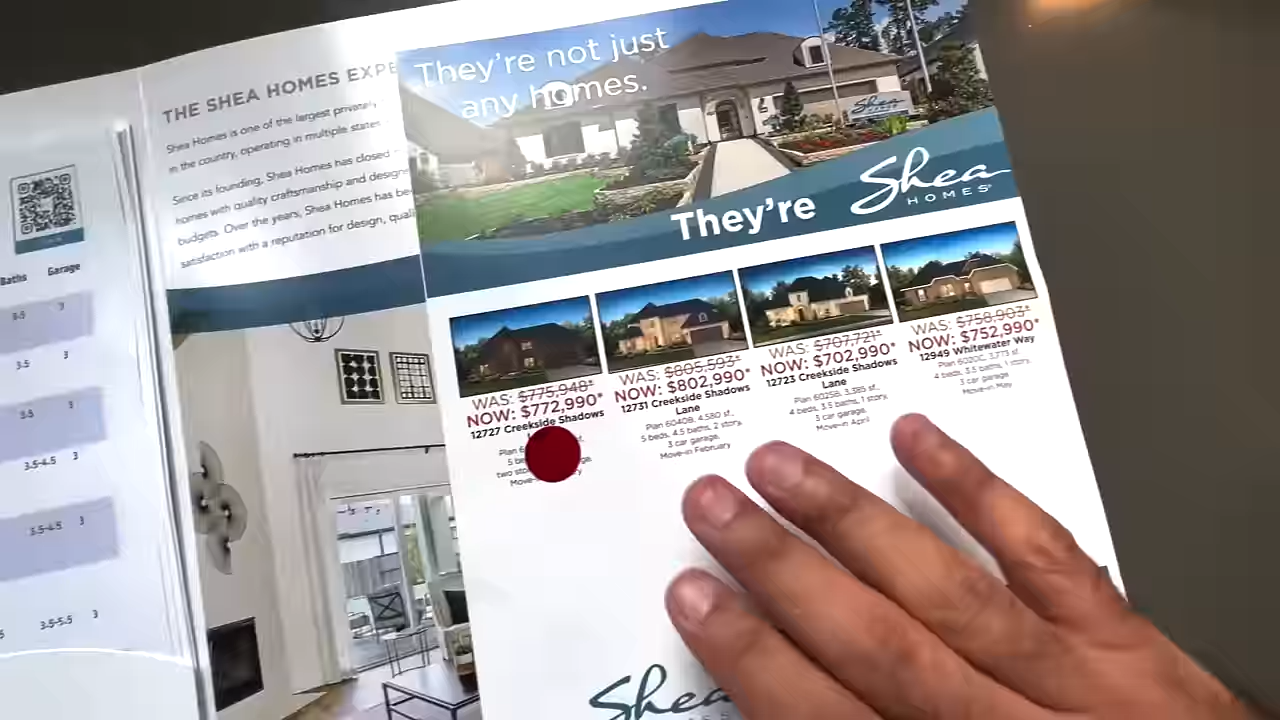 THE SHEA HOMES EXPE
Shea Homes is one of the largest privately
in the country, operating in multiple states
Since its founding, Shea Homes has closed
homes with quality craftsmanship and design
budgets. Over the years, Shea Homes has be
satisfaction with a reputation for design, qual
Baths Garage
3.5 3
3.5 3
3.5-4.5 3
3.5-4.5 3
3.5-5.5 3
They're not just
any homes.
Shea
They're
Shea
HOMES
WAS: $775,948*
NOW: $772,990*
12727 Creekside Shadows
Plan
two
WAS: $805,593*
NOW: $802,990*
12731 Creekside Shadows
Lane
Plan 6040B, 4,580 sf,
5 beds, 4.5 baths, 2 story,
3 car garage,
Move-in February
WAS: $707,721*
NOW: $702,990*
12723 Creekside Shadows
Lane
Plan 6025B, 3,385 sf,
4 beds, 3.5 baths, 1 story,
3 car garage,
Move-in April
WAS: $758,903*
NOW: $752,990*
12949 Whitewater Way
Plan 6030C, 3,773 sf,
4 beds, 3.5 baths, 1 story,
3 car garage,
Move-in May
Shea